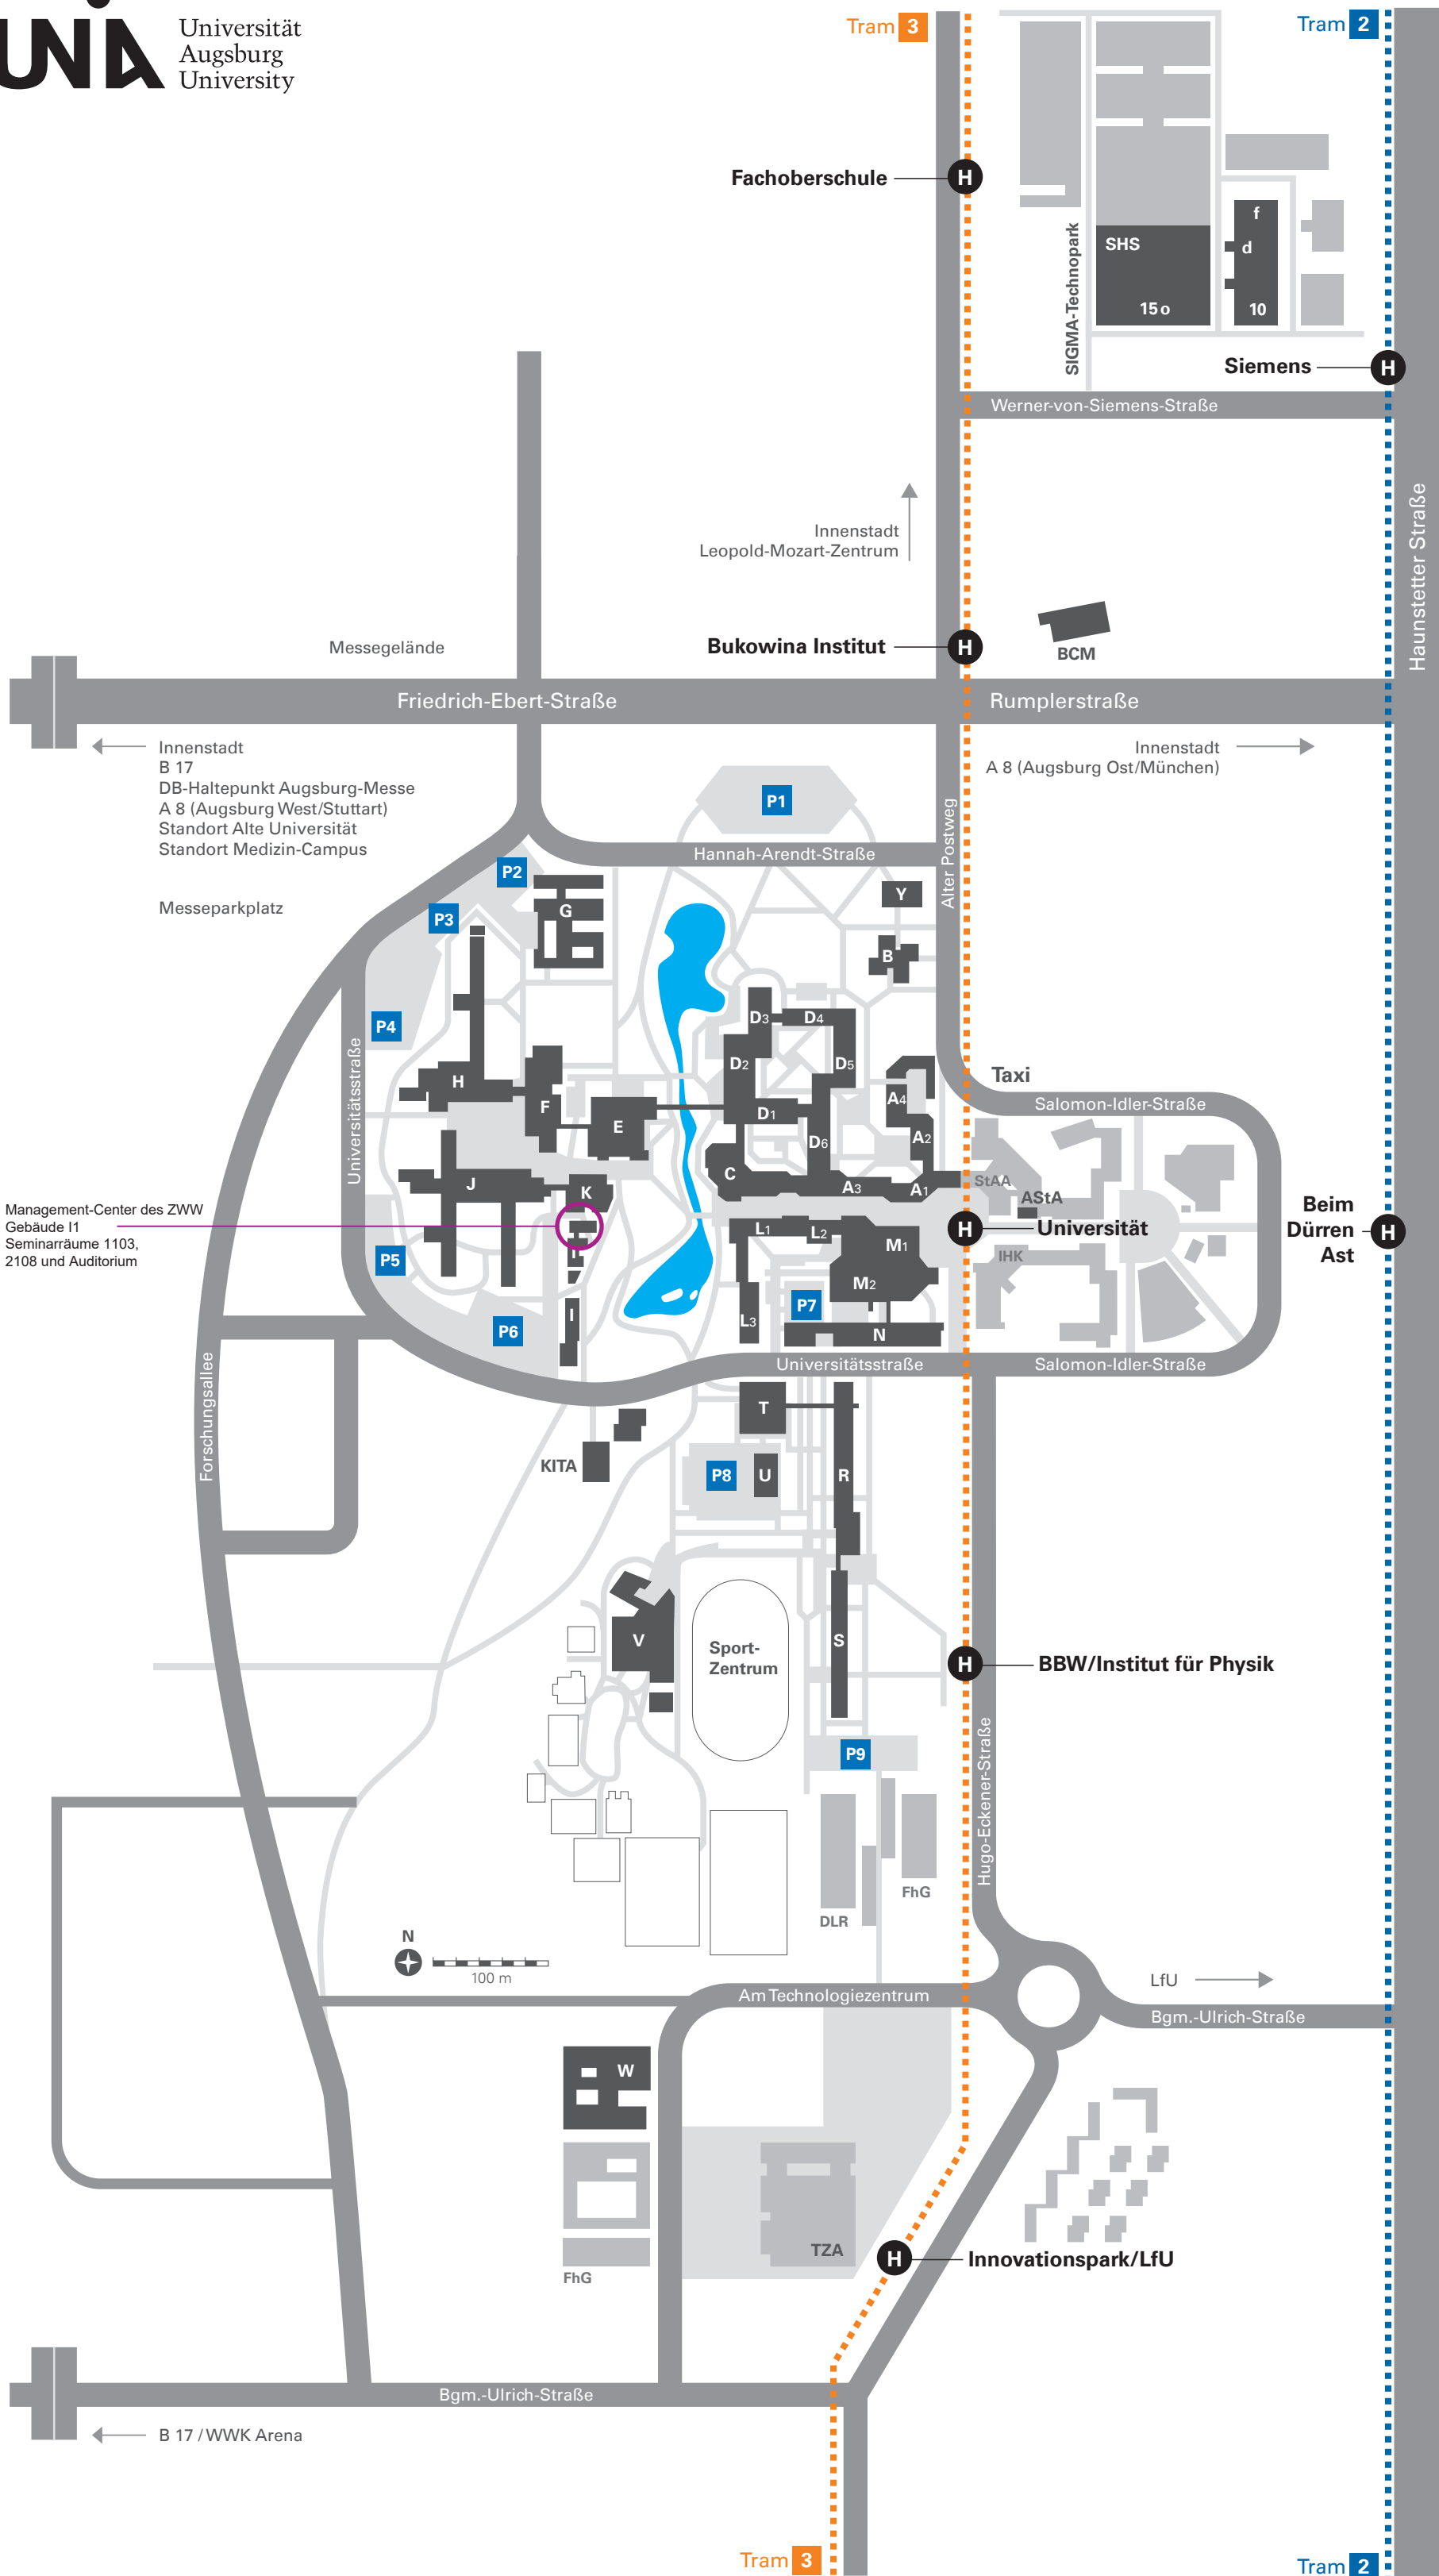 UNIA
Universität
Augsburg
University
Tram 3
Tram 2
Fachoberschule
H
SIGMA-Technopark
SHS
15 o
f
d
10
Siemens
H
Werner-von-Siemens-Straße
Haunstetter Straße
Innenstadt
Leopold-Mozart-Zentrum
Messegelände
Bukowina Institut
H
BCM
Friedrich-Ebert-Straße
Rumplerstraße
Innenstadt
B 17
DB-Haltepunkt Augsburg-Messe
A 8 (Augsburg West/Stuttart)
Standort Alte Universität
Standort Medizin-Campus
Messeparkplatz
Innenstadt
A 8 (Augsburg Ost/München)
P1
Alter Postweg
Hannah-Arendt-Straße
P2
P3
G
Y
B
P4
D3
D4
D2
D5
Universitätsstraße
H
F
E
D1
D6
A4
A2
Taxi
Salomon-Idler-Straße
C
A3
A1
J
K
StAA
AStA
Management-Center des ZWW
Gebäude I1
Seminarräume 1103,
2108 und Auditorium
L1
L2
M1
H
Universität
Beim
Dürren
Ast
H
IHK
P5
M2
P7
I
L3
P6
N
Universitätsstraße
Salomon-Idler-Straße
Forschungsallee
T
KITA
P8
U
R
V
Sport-
Zentrum
S
H
BBW/Institut für Physik
P9
Hugo-Eckener-Straße
FhG
DLR
N
100 m
LfU
Am Technologiezentrum
Bgm.-Ulrich-Straße
W
TZA
H
Innovationspark/LfU
FhG
Bgm.-Ulrich-Straße
B 17 / WWK Arena
Tram 3
Tram 2